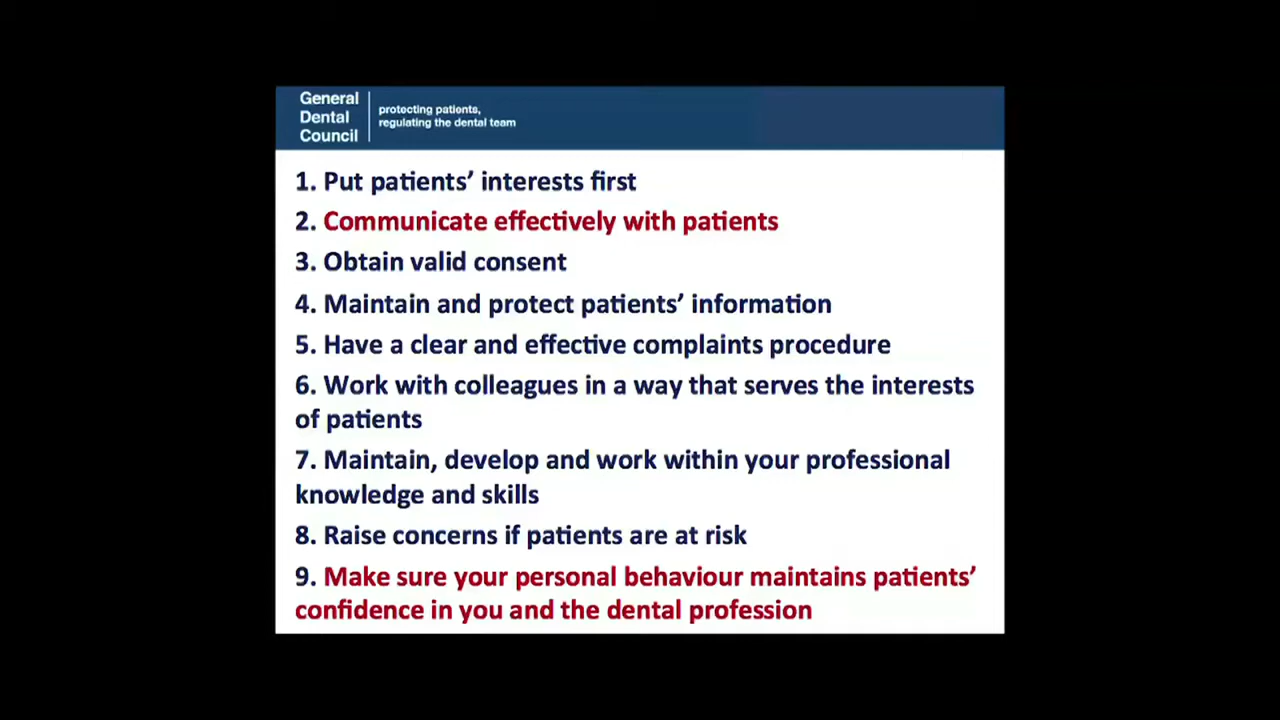 General
Dental
Council
protecting patients,
regulating the dental team
1. Put patients’ interests first
2. Communicate effectively with patients
3. Obtain valid consent
4. Maintain and protect patients’ information
5. Have a clear and effective complaints procedure
6. Work with colleagues in a way that serves the interests
of patients
7. Maintain, develop and work within your professional
knowledge and skills
8. Raise concerns if patients are at risk
9. Make sure your personal behaviour maintains patients’
confidence in you and the dental profession